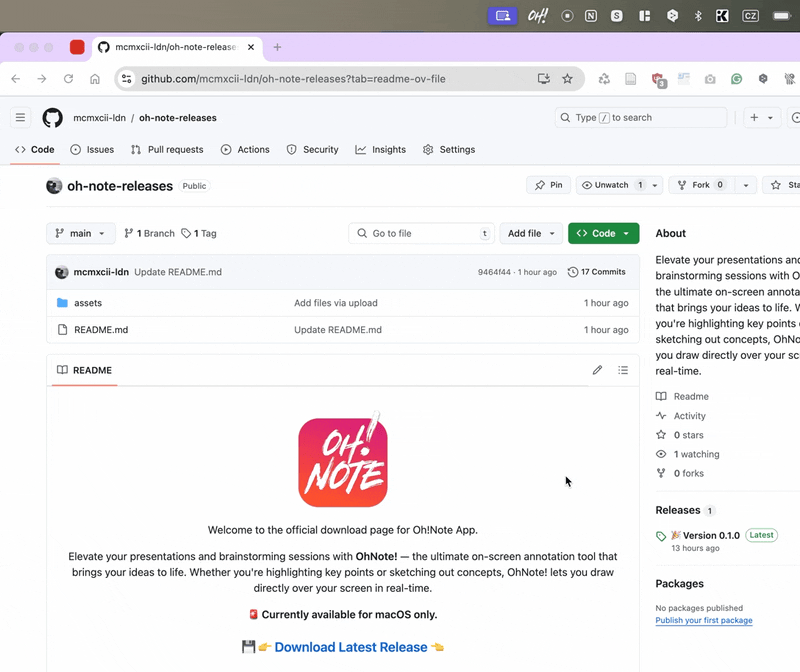 OH!
N
S
K
CZ
mcmxcii-ldn/oh-note-release
github.com/mcmxcii-ldn/oh-note-releases?tab=readme-ov-file
3
mcmxcii-ldn / oh-note-releases
Type / to search
Code
Issues
Pull requests
Actions
Security
Insights
Settings
oh-note-releases Public
Pin
Unwatch 1
Fork 0
Sta
main
1 Branch
1 Tag
Go to file t
Add file
Code
mcmxcii-ldn Update README.md 9464f44 · 1 hour ago 17 Commits
assets Add files via upload 1 hour ago
README.md Update README.md 1 hour ago
README
OH!
NOTE
Welcome to the official download page for Oh!Note App.
Elevate your presentations and brainstorming sessions with OhNote! — the ultimate on-screen annotation tool that
brings your ideas to life. Whether you're highlighting key points or sketching out concepts, OhNote! lets you draw
directly over your screen in real-time.
🚨 Currently available for macOS only.
💾👉 Download Latest Release 👈
About
Elevate your presentations and
brainstorming sessions with O
the ultimate on-screen annota
that brings your ideas to life. W
you're highlighting key points o
sketching out concepts, OhNo
you draw directly over your scr
real-time.
Readme
Activity
0 stars
1 watching
0 forks
Releases 1
🎉 Version 0.1.0 Latest
13 hours ago
Packages
No packages published
Publish your first package